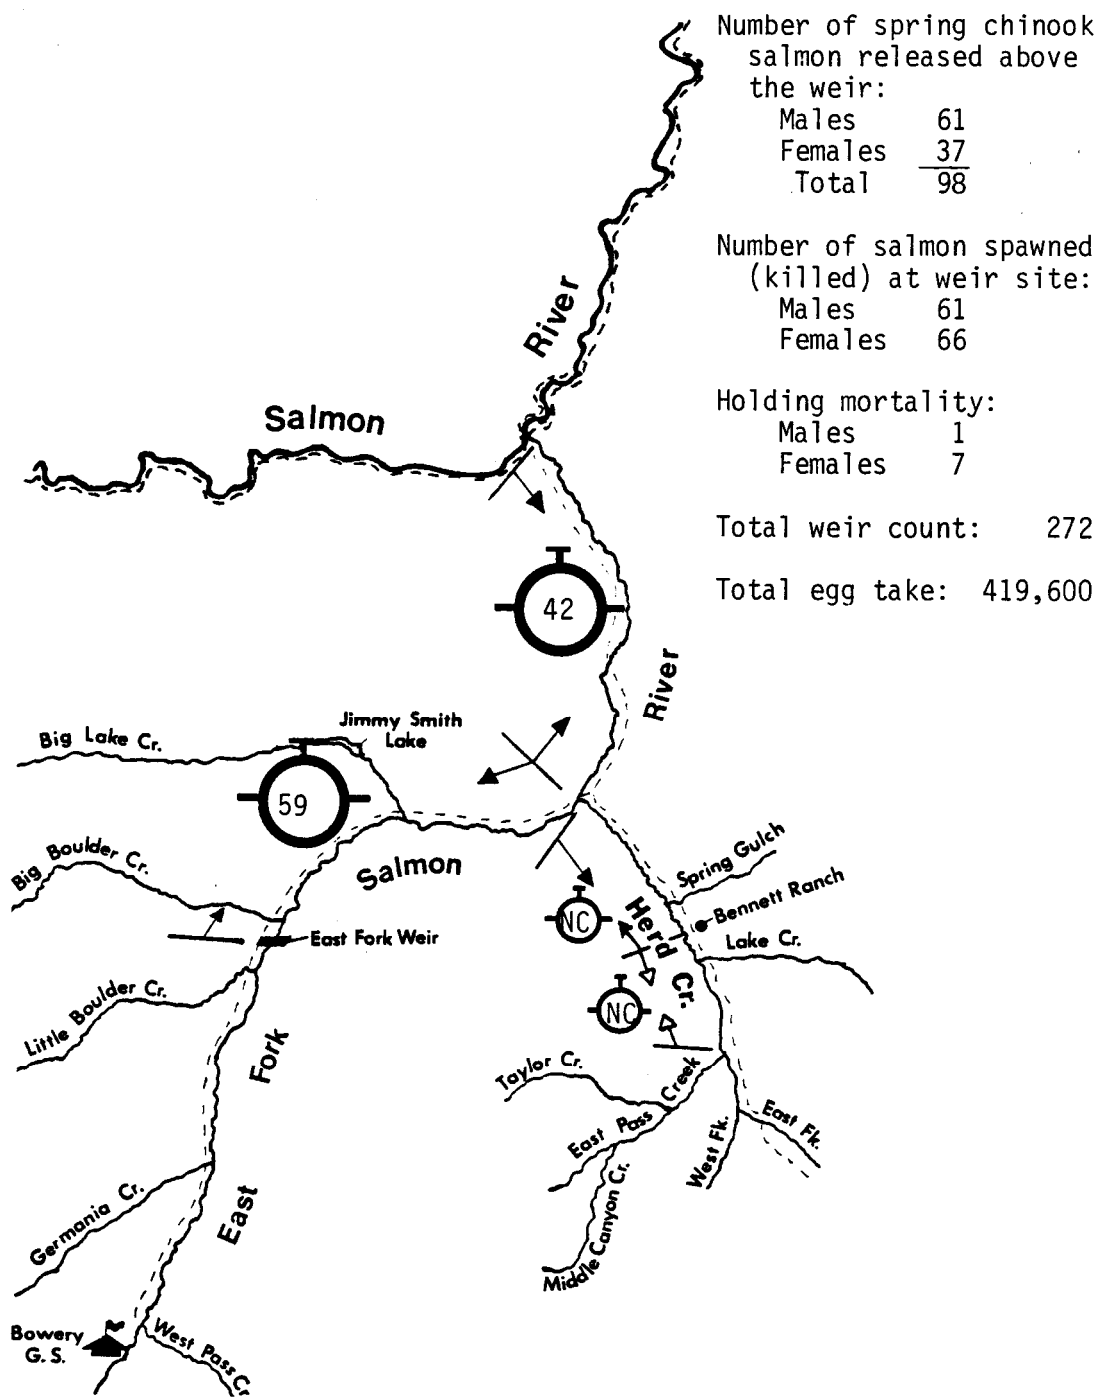 Number of spring chinook
salmon released above
the weir:
Males 61
Females 37
Total 98
Number of salmon spawned
(killed) at weir site:
Males 61
Females 66
Holding mortality:
Males 1
Females 7
Total weir count: 272
Total egg take: 419,600
River
Salmon
42
River
Jimmy Smith
Lake
Big Lake Cr.
59
Salmon
Big Boulder Cr.
East Fork Weir
Little Boulder Cr.
Fork
East
Germania Cr.
Bowery
G. S.
West Pass Cr
Spring Gulch
Bennett Ranch
Herd Cr.
Lake Cr.
NC
NC
Taylor Cr.
East Pass Creek
Middle Canyon Cr.
West Fk.
East Fk.